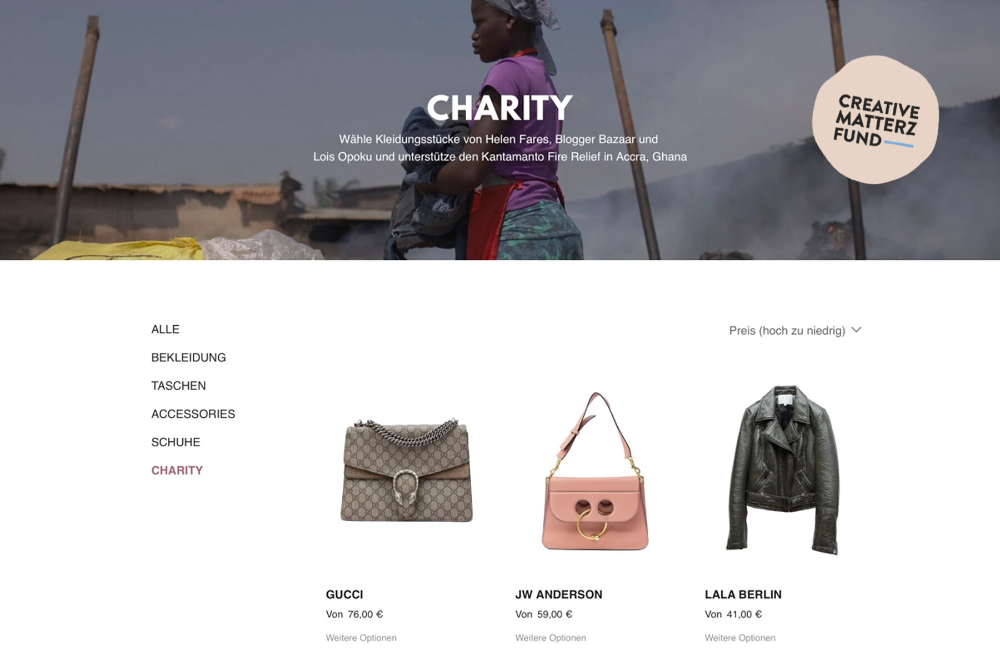 CHARITY
Wähle Kleidungsstücke von Helen Fares, Blogger Bazaar und
Lois Opoku und unterstütze den Kantamanto Fire Relief in Accra, Ghana
CREATIVE
MATTERZ
FUND
ALLE
BEKLEIDUNG
TASCHEN
ACCESSORIES
SCHUHE
CHARITY
Preis (hoch zu niedrig)
GUCCI
Von 76,00 €
Weitere Optionen
JW ANDERSON
Von 59,00 €
Weitere Optionen
LALA BERLIN
Von 41,00 €
Weitere Optionen